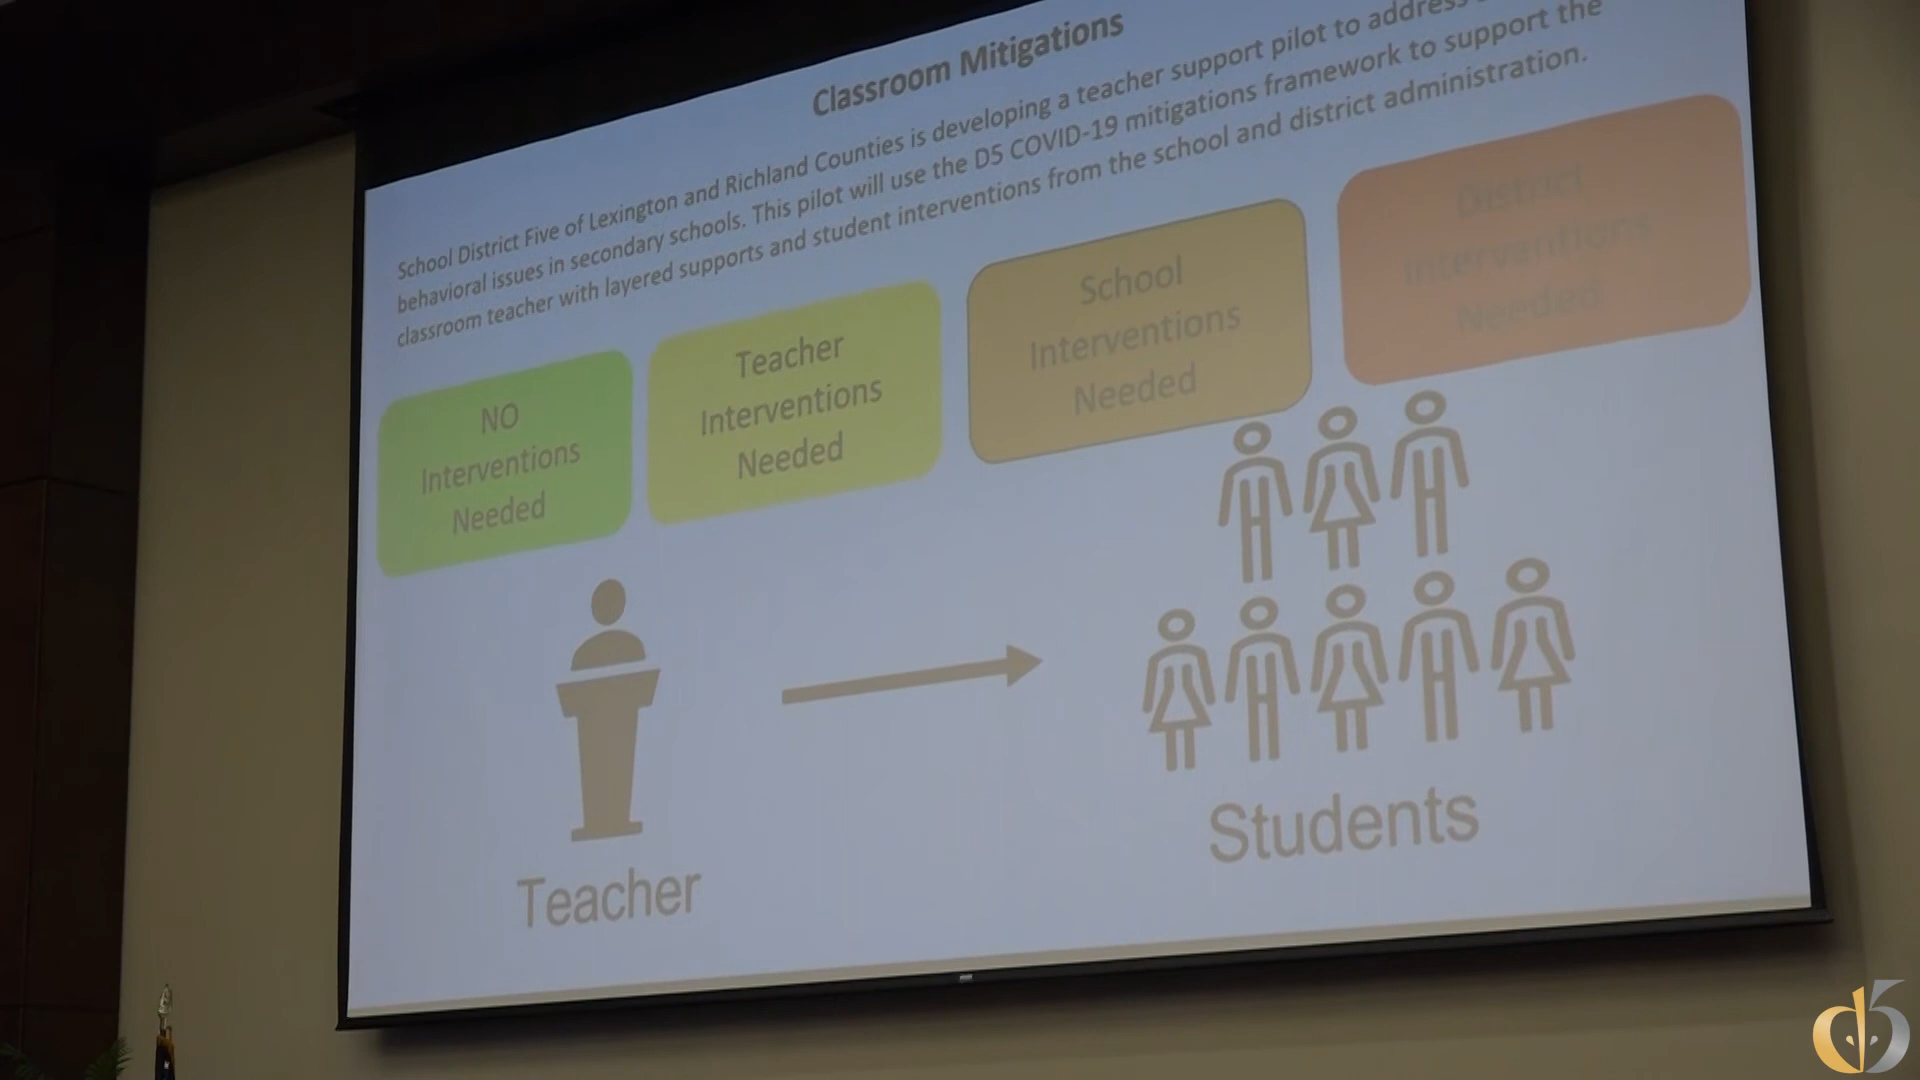 Classroom Mitigations
School District Five of Lexington and Richland Counties is developing a teacher support pilot to address
behavioral issues in secondary schools. This pilot will use the D5 COVID-19 mitigations framework to support the
classroom teacher with layered supports and student interventions from the school and district administration.
NO
Interventions
Needed
Teacher
Interventions
Needed
School
Interventions
Needed
District
Interventions
Needed
Teacher
Students
d5